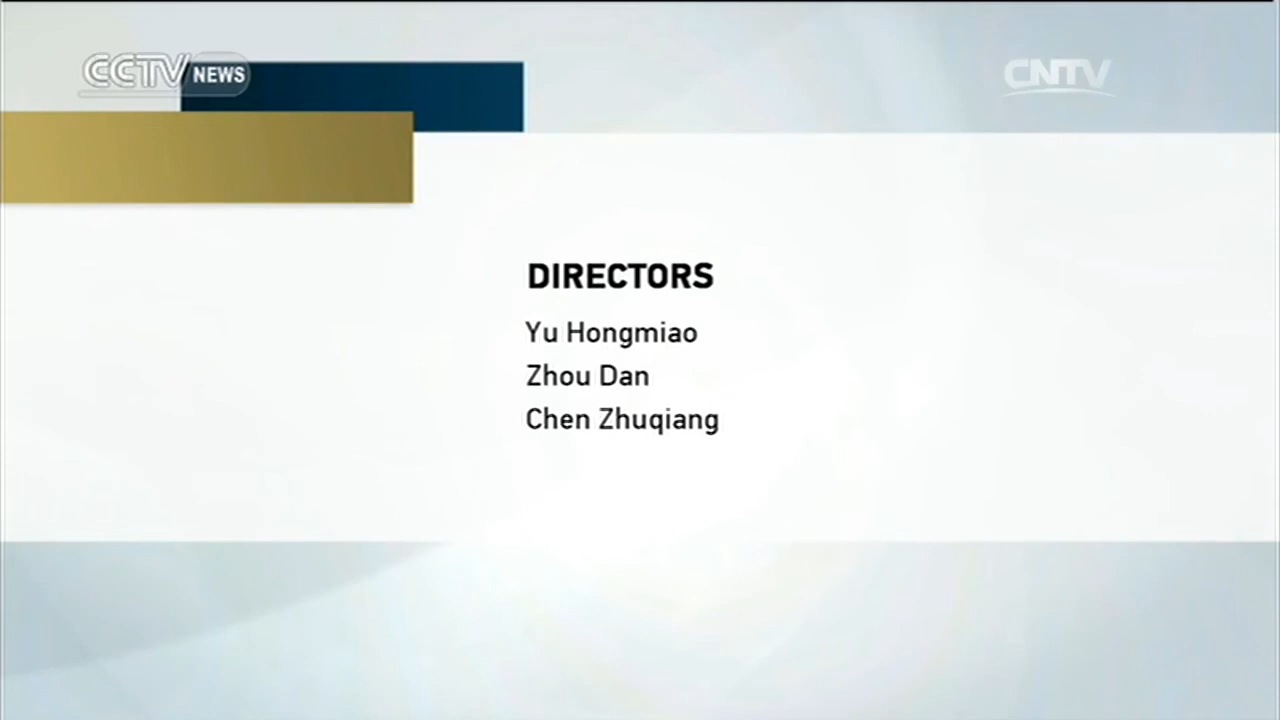 CCTV NEWS
CNTV
DIRECTORS
Yu Hongmiao
Zhou Dan
Chen Zhuqiang